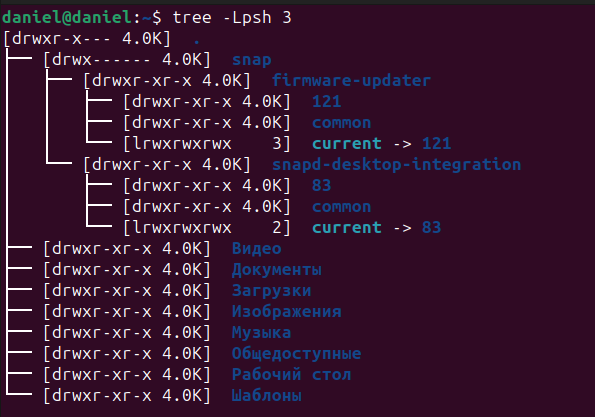 daniel@daniel:~$ tree -Lpsh 3
[drwxr-x--- 4.0K]  .
├── [drwx------ 4.0K]  snap
│   ├── [drwxr-xr-x 4.0K]  firmware-updater
│   │   ├── [drwxr-xr-x 4.0K]  121
│   │   ├── [drwxr-xr-x 4.0K]  common
│   │   └── [lrwxrwxrwx    3]  current -> 121
│   └── [drwxr-xr-x 4.0K]  snapd-desktop-integration
│       ├── [drwxr-xr-x 4.0K]  83
│       ├── [drwxr-xr-x 4.0K]  common
│       └── [lrwxrwxrwx    2]  current -> 83
├── [drwxr-xr-x 4.0K]  Видео
├── [drwxr-xr-x 4.0K]  Документы
├── [drwxr-xr-x 4.0K]  Загрузки
├── [drwxr-xr-x 4.0K]  Изображения
├── [drwxr-xr-x 4.0K]  Музыка
├── [drwxr-xr-x 4.0K]  Общедоступные
├── [drwxr-xr-x 4.0K]  Рабочий стол
└── [drwxr-xr-x 4.0K]  Шаблоны